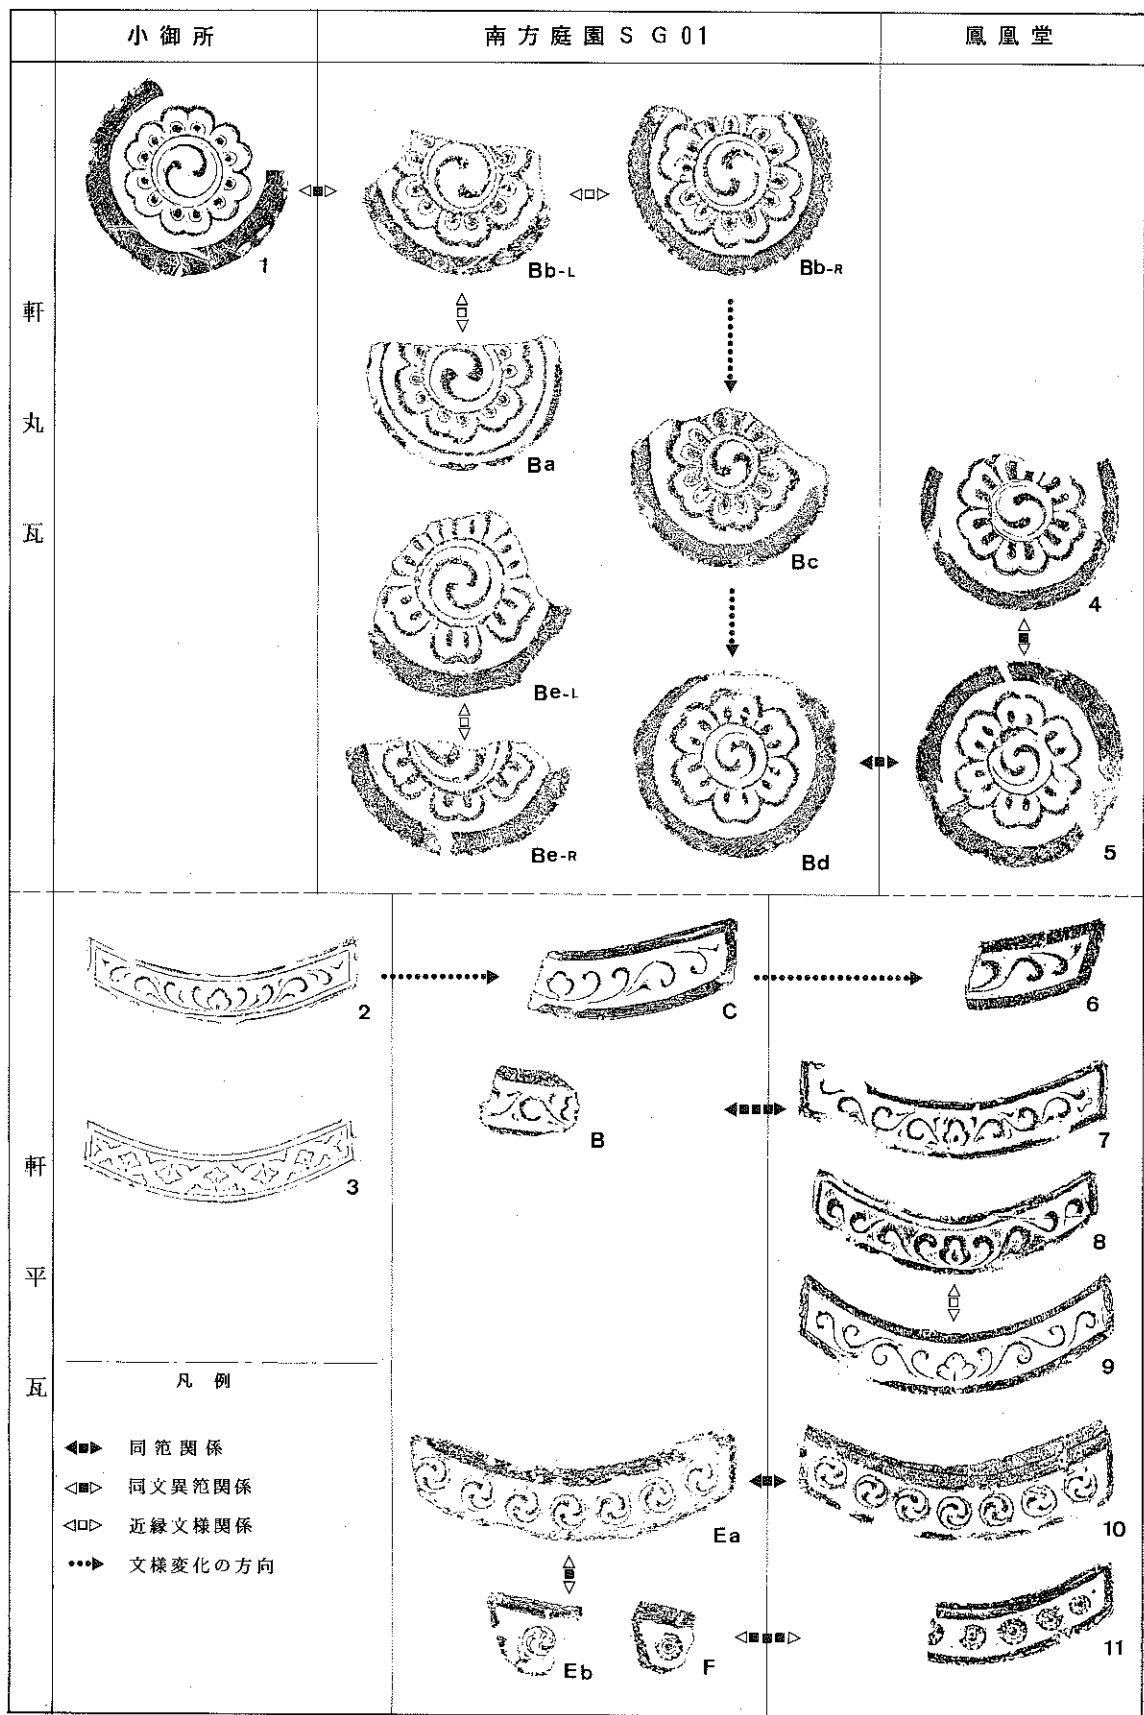 小御所 南方庭園SG01 鳳凰堂
軒丸瓦
1
Bb-L
Bb-R
Ba
Bc
4
Be-L
Be-R
Bd
5
軒平瓦
2
C
6
B
7
3
8
9
凡例
同笵関係
同文異笵関係
近縁文様関係
文様変化の方向
Ea
10
Eb
F
11